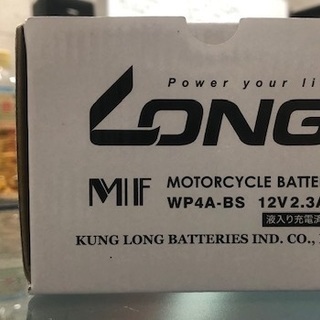 Power your li
LONG
MF MOTORCYCLE BATTE
WP4A-BS 12V2.3A
液入り充電済
KUNG LONG BATTERIES IND. CO.,